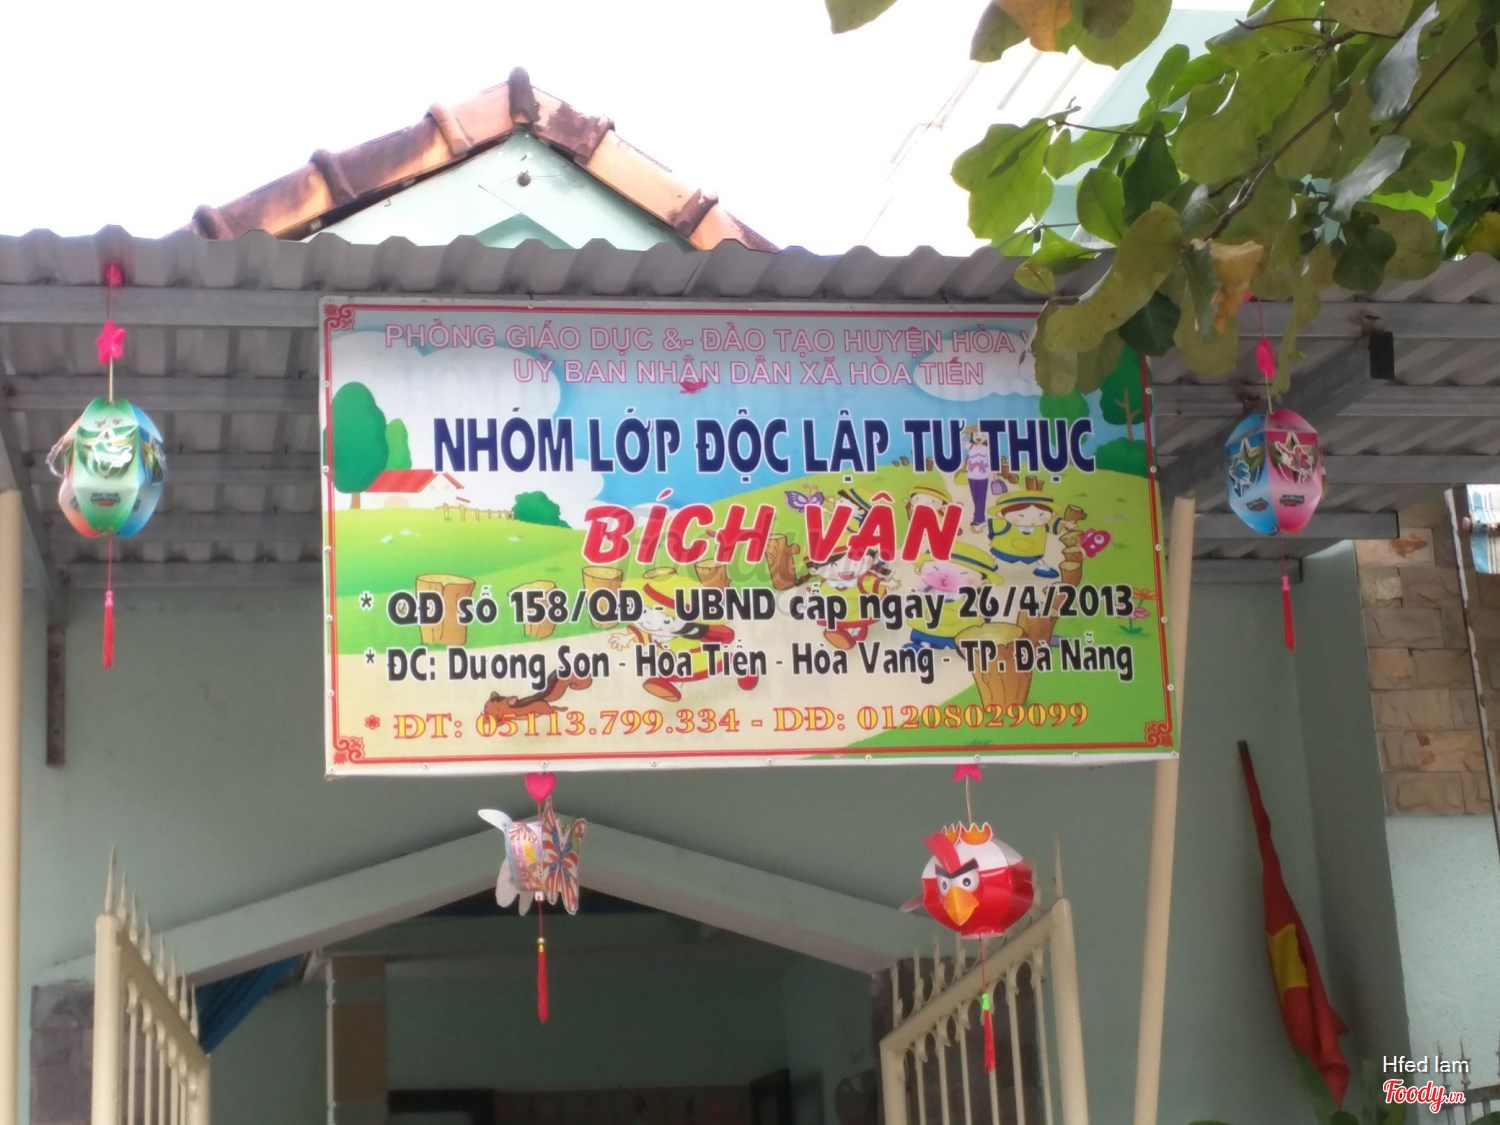 PHÒNG GIÁO DỤC &- ĐÀO TẠO HUYỆN HÒA
UỶ BAN NHÂN DÂN XÃ HÒA TIẾN
NHÓM LỚP ĐỘC LẬP TƯ THỤC
BÍCH VÂN
* QĐ số 158/QĐ - UBND cấp ngày 26/4/2013
* ĐC: Dương Sơn - Hòa Tiến - Hòa Vang - TP. Đà Nẵng
* ĐT: 05113.799.334 - DĐ: 01208029099
Hfed lam
Foody.vn